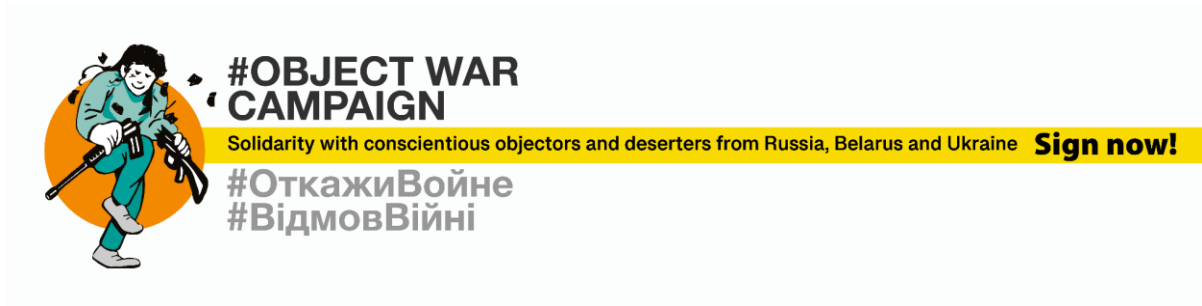 #OBJECT WAR
CAMPAIGN
Solidarity with conscientious objectors and deserters from Russia, Belarus and Ukraine Sign now!
#ОткажиВойне
#ВідмовВійні